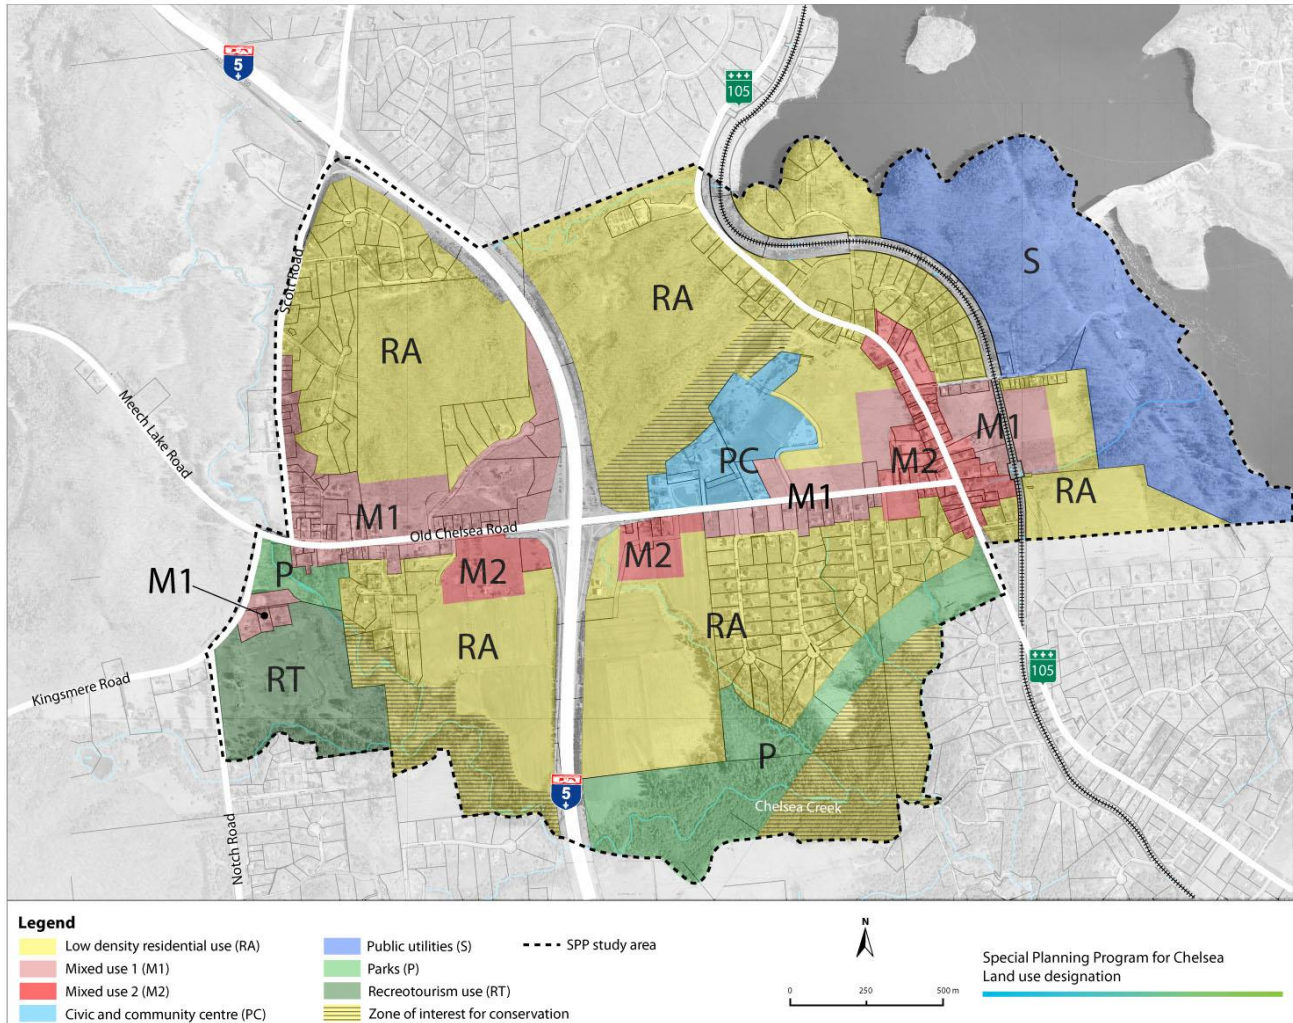 5
105
Scott Road
S
RA
RA
Meech Lake Road
M1
PC
M2
M1
M1
RA
Old Chelsea Road
M2
M2
P
M1
RA
RA
RT
Kingsmere Road
105
P
5
Chelsea Creek
Notch Road
Legend
Low density residential use (RA)
Mixed use 1 (M1)
Mixed use 2 (M2)
Civic and community centre (PC)
Public utilities (S)
Parks (P)
Recreotourism use (RT)
Zone of interest for conservation
SPP study area
N
0 250 500 m
Special Planning Program for Chelsea
Land use designation